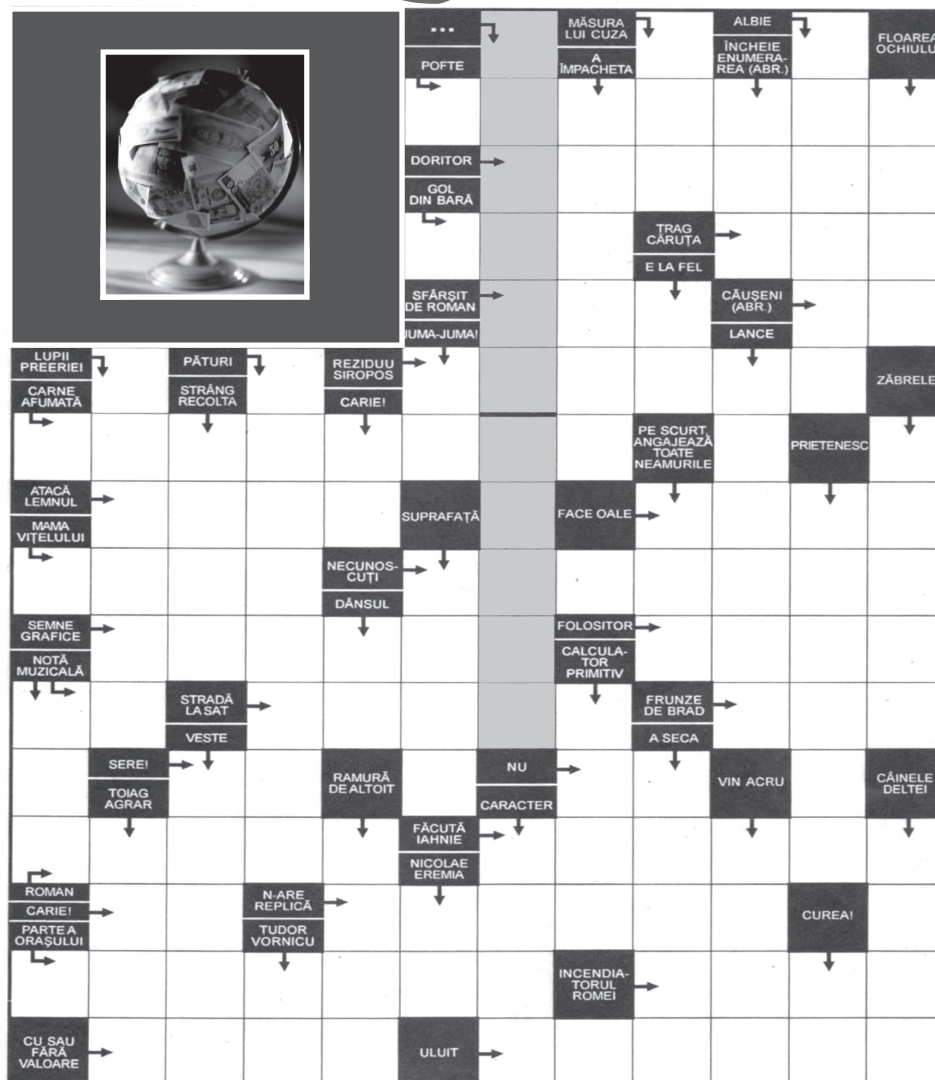 ...
POFTE
MĂSURA
LUI CUZA
A
ÎMPACHETA
ALBIE
ÎNCHEIE
ENUMERA-
REA (ABR.)
FLOAREA
OCHIULU
DORITOR
GOL
DIN BARĂ
TRAG
CĂRUȚA
E LA FEL
SFÂRȘIT
DE ROMAN
JUMA-JUMA!
CĂUȘENI
(ABR.)
LANCE
LUPII
PREERIEI
CARNE
AFUMATĂ
PĂTURI
STRÂNG
RECOLTA
REZIDUU
SIROPOS
CARIE!
ZĂBRELE
PE SCURT,
ANGAJEAZĂ
TOATE
NEAMURILE
PRIETENESC
ATACĂ
LEMNUL
MAMA
VIȚELULUI
SUPRAFAȚĂ
FACE OALE
NECUNOS-
CUȚI
DÂNSUL
SEMNE
GRAFICE
NOTĂ
MUZICALĂ
FOLOSITOR
CALCULA-
TOR
PRIMITIV
STRADĂ
LA SAT
VESTE
FRUNZE
DE BRAD
A SECA
SERE!
TOIAG
AGRAR
RAMURĂ
DE ALTOIT
NU
CARACTER
VIN ACRU
CÂINELE
DELTEI
FĂCUTĂ
IAHNIE
NICOLAE
EREMIA
ROMAN
CARIE!
PARTE A
ORAȘULUI
N-ARE
REPLICĂ
TUDOR
VORNICU
CUREA!
INCENDIA-
TORUL
ROMEI
CU SAU
FĂRĂ
VALOARE
ULUIT